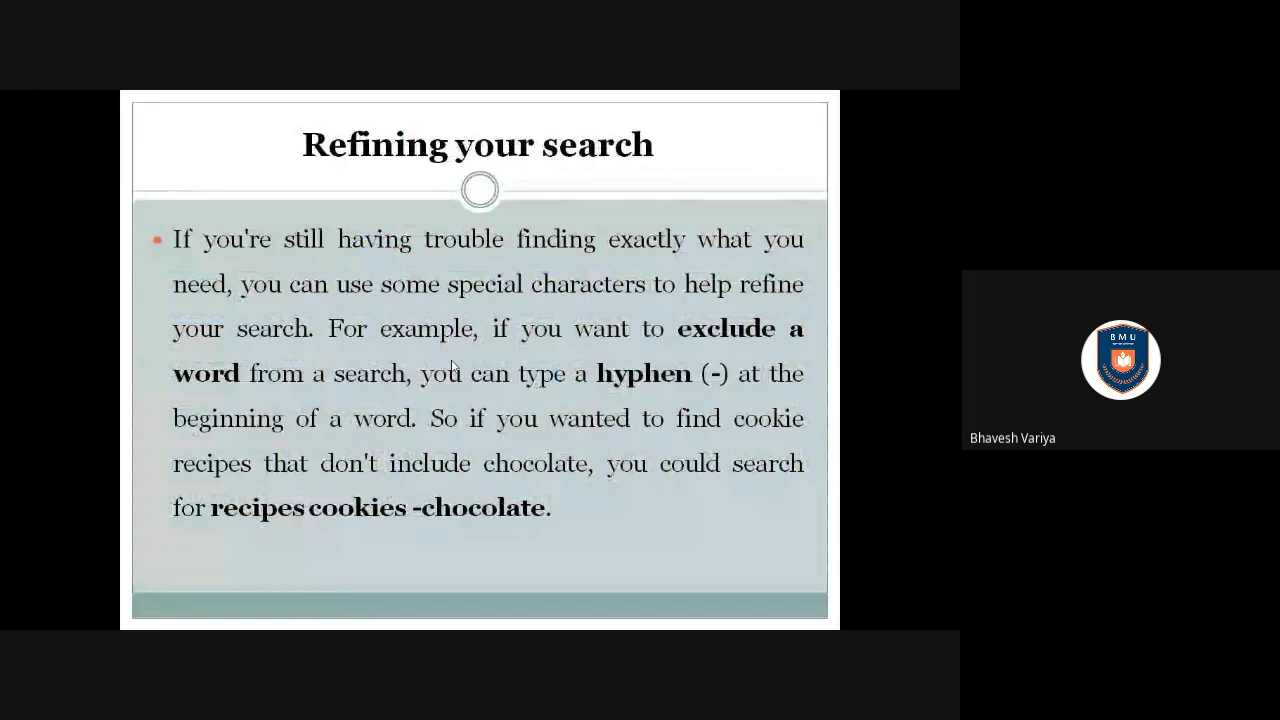 Refining your search
• If you're still having trouble finding exactly what you
need, you can use some special characters to help refine
your search. For example, if you want to exclude a
word from a search, you can type a hyphen (-) at the
beginning of a word. So if you wanted to find cookie
recipes that don't include chocolate, you could search
for recipes cookies -chocolate.
BMU
Bhavesh Variya